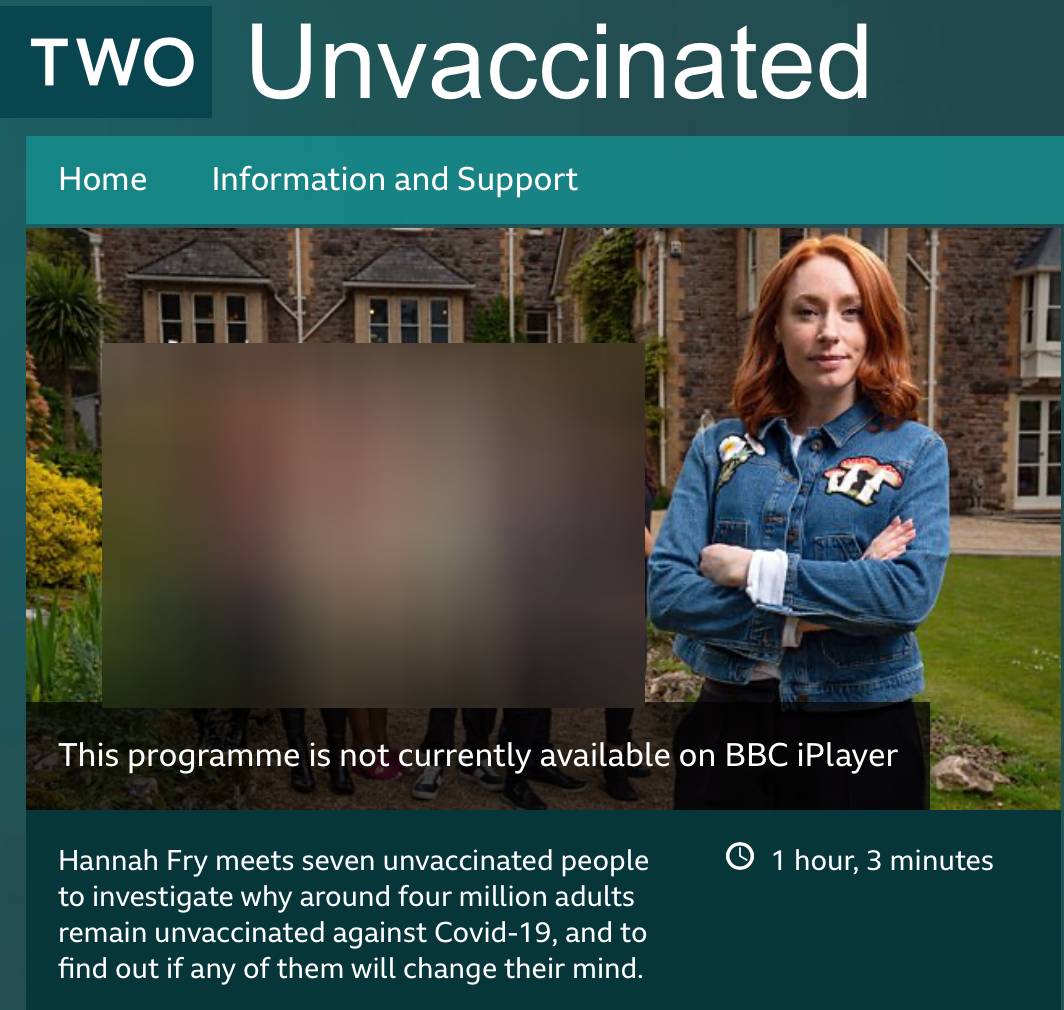 TWO Unvaccinated
Home Information and Support
This programme is not currently available on BBC iPlayer
Hannah Fry meets seven unvaccinated people
to investigate why around four million adults
remain unvaccinated against Covid-19, and to
find out if any of them will change their mind.
1 hour, 3 minutes